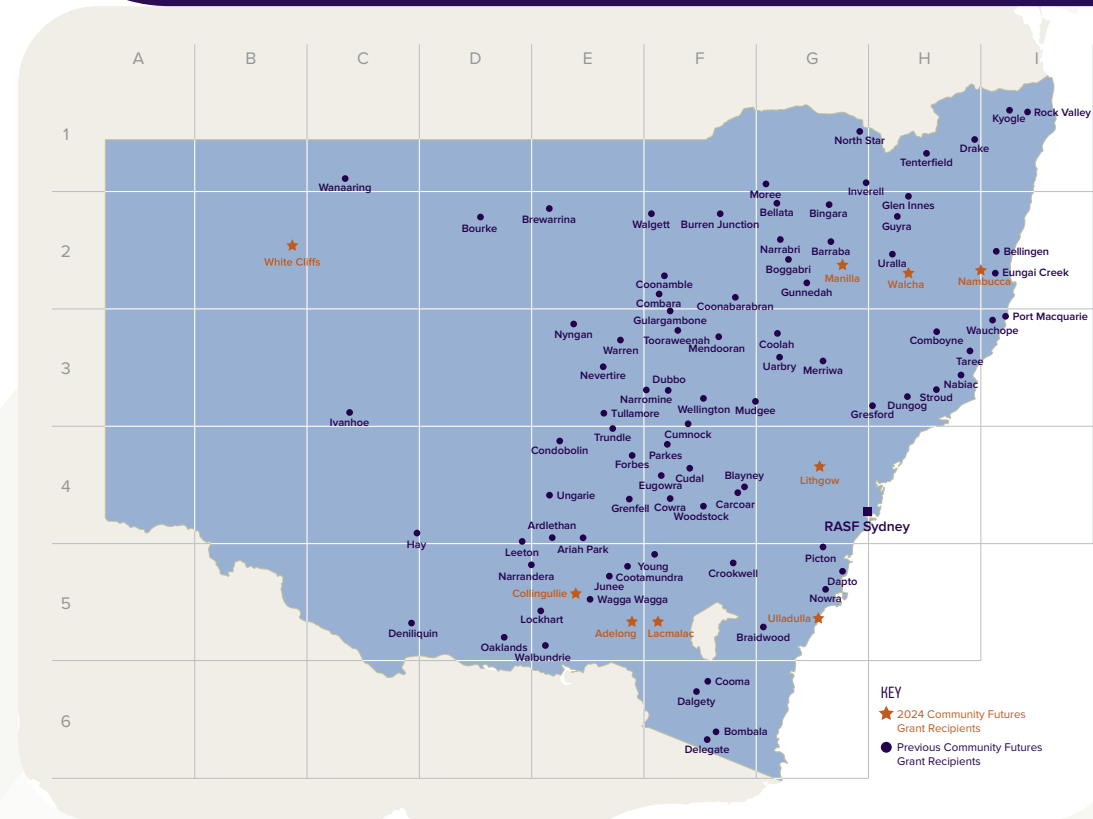 A B C D E F G H I
1
Kyogle
Rock Valley
North Star
Drake
Tenterfield
Wanaaring
Moree
Inverell
Glen Innes
Bellata
Bingara
Brewarrina
Bourke
Walgett
Burren Junction
Guyra
2
White Cliffs
Narrabri
Barraba
Bellingen
Boggabri
Manilla
Uralla
Walcha
Nambucca
Eungai Creek
Coonamble
Gunnedah
Combara
Coonabarabran
Gulargambone
Port Macquarie
Nyngan
Wauchope
Warren
Tooraweenah
Mendooran
Coolah
Comboyne
Taree
3
Nevertire
Uarbry
Merriwa
Dubbo
Nabiac
Narromine
Stroud
Wellington
Mudgee
Dungog
Gresford
Tullamore
Ivanhoe
Trundle
Cumnock
Condobolin
Parkes
Forbes
Cudal
Blayney
Lithgow
4
Eugowra
Ungarie
Grenfell
Cowra
Carcoar
Woodstock
RASF Sydney
Ardlethan
Hay
Leeton
Ariah Park
Picton
Young
Narrandera
Cootamundra
Crookwell
Dapto
Junee
Collingullie
Wagga Wagga
Nowra
5
Lockhart
Ulladulla
Deniliquin
Adelong
Lacmalac
Braidwood
Oaklands
Walbundrie
Cooma
Dalgety
6
Bombala
Delegate
KEY
2024 Community Futures
Grant Recipients
Previous Community Futures
Grant Recipients